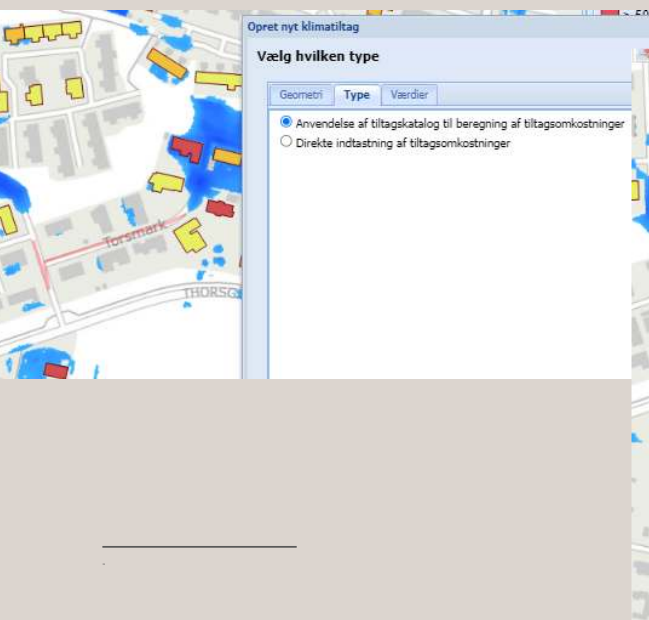 > 50
Opret nyt klimatiltag
Vælg hvilken type
Geometri Type Værdier
Anvendelse af tiltagskatalog til beregning af tiltagsomkostninger
Direkte indtastning af tiltagsomkostninger
Torsmark